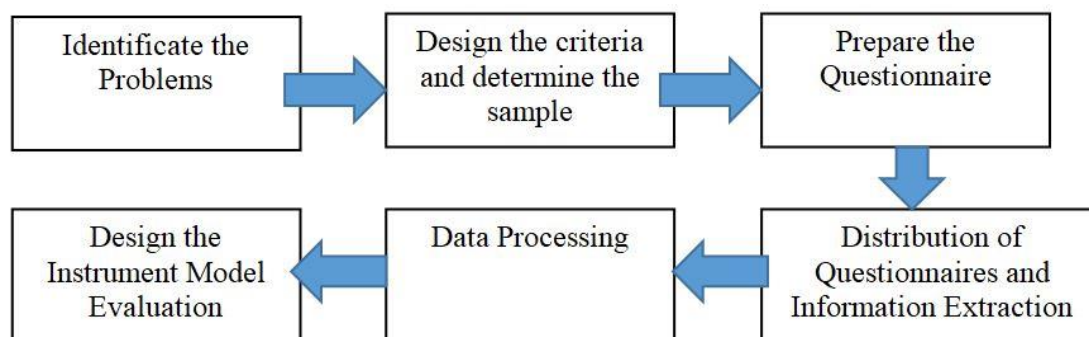 Identificate the
Problems
Design the criteria
and determine the
sample
Prepare the
Questionnaire
Distribution of
Questionnaires and
Information Extraction
Data Processing
Design the
Instrument Model
Evaluation